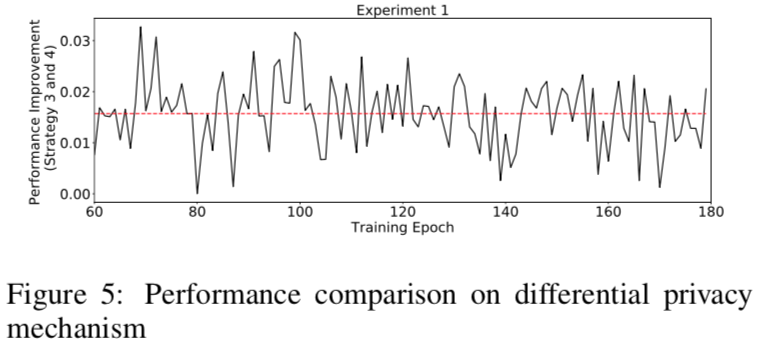 Experiment 1
Performance Improvement
(Strategy 3 and 4)
0.03
0.02
0.01
0.00
60
80
100
120
140
160
180
Training Epoch
Figure 5: Performance comparison on differential privacy
mechanism